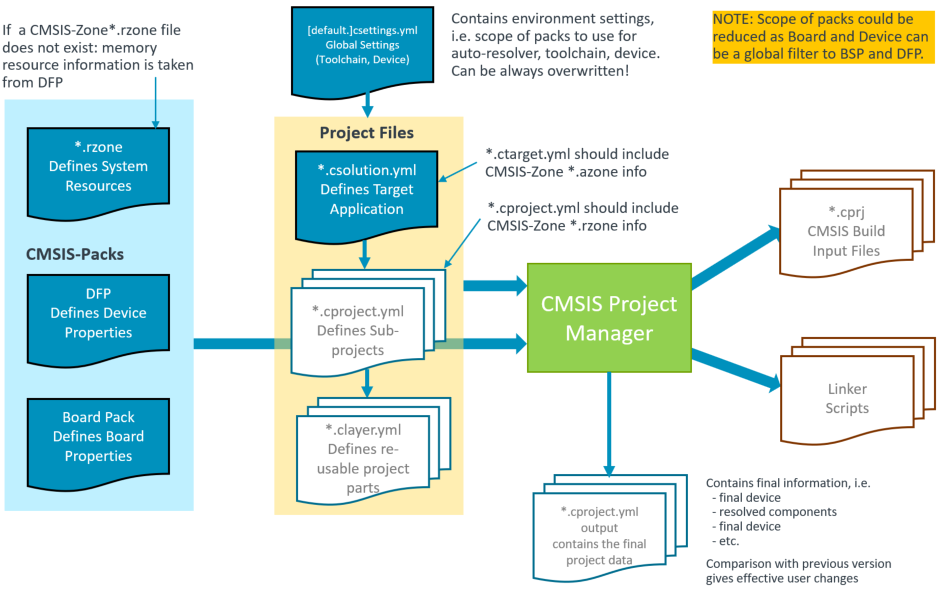 If a CMSIS-Zone*.rzone file
does not exist: memory
resource information is taken
from DFP
[default.]csettings.yml
Global Settings
(Toolchain, Device)
Contains environment settings,
i.e. scope of packs to use for
auto-resolver, toolchain, device.
Can be always overwritten!
NOTE: Scope of packs could be
reduced as Board and Device can
be a global filter to BSP and DFP.
*.rzone
Defines System
Resources
CMSIS-Packs
DFP
Defines Device
Properties
Board Pack
Defines Board
Properties
Project Files
*.csolution.yml
Defines Target
Application
*.ctarget.yml should include
CMSIS-Zone *.azone info
*.cproject.yml should include
CMSIS-Zone *.rzone info
*.cproject.yml
Defines Sub-
projects
*.clayer.yml
Defines re-
usable project
parts
CMSIS Project
Manager
*.cprj
CMSIS Build
Input Files
Linker
Scripts
*.cproject.yml
output
contains the final
project data
Contains final information, i.e.
- final device
- resolved components
- final device
- etc.
Comparison with previous version
gives effective user changes